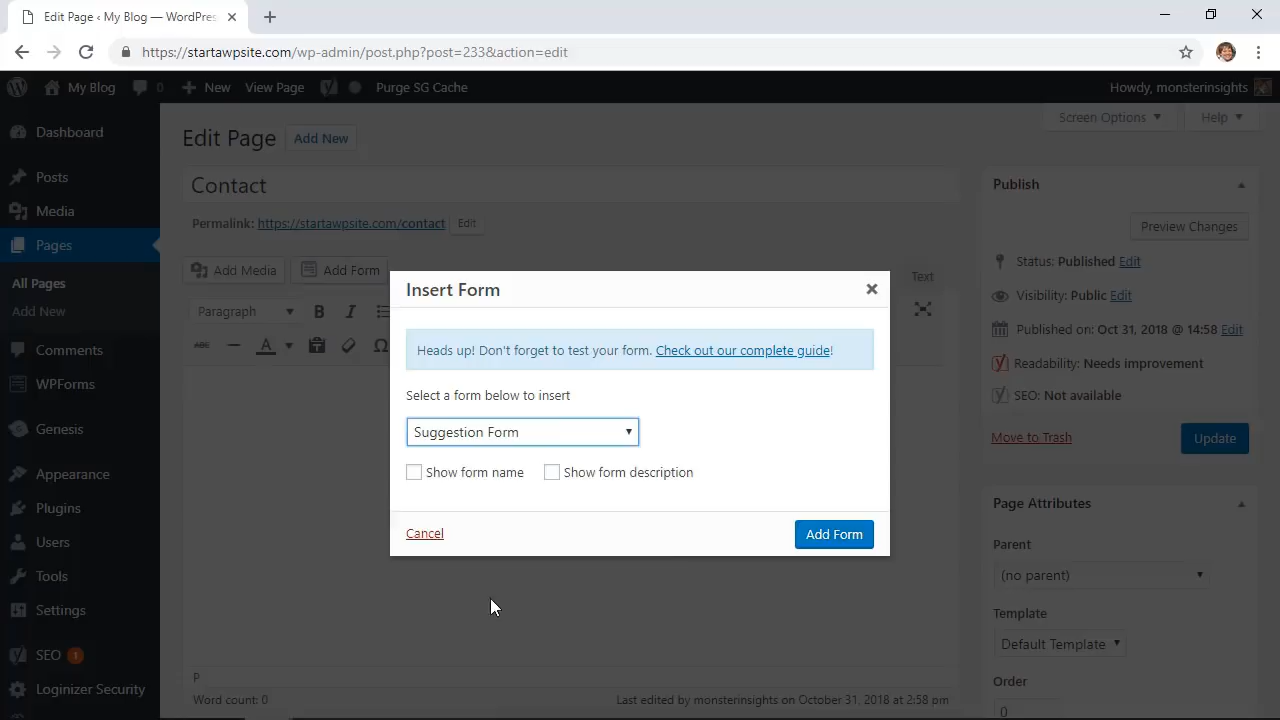 Edit Page ‹ My Blog — WordPres
https://startawpsite.com/wp-admin/post.php?post=233&action=edit
My Blog 0 New View Page Purge SG Cache Howdy, monsterinsights
Screen Options Help
Dashboard
Posts
Media
Pages
All Pages
Add New
Comments
WPForms
Genesis
Appearance
Plugins
Users
Tools
Settings
SEO 1
Loginizer Security
Edit Page Add New
Contact
Permalink: https://startawpsite.com/contact Edit
Add Media Add Form
Text
Paragraph B I
ABC A Ω
Insert Form
Heads up! Don't forget to test your form. Check out our complete guide!
Select a form below to insert
Suggestion Form
Show form name Show form description
Cancel Add Form
P
Word count: 0 Last edited by monsterinsights on October 31, 2018 at 2:58 pm
Publish
Preview Changes
Status: Published Edit
Visibility: Public Edit
Published on: Oct 31, 2018 @ 14:58 Edit
Readability: Needs improvement
SEO: Not available
Move to Trash Update
Page Attributes
Parent
(no parent)
Template
Default Template
Order
0